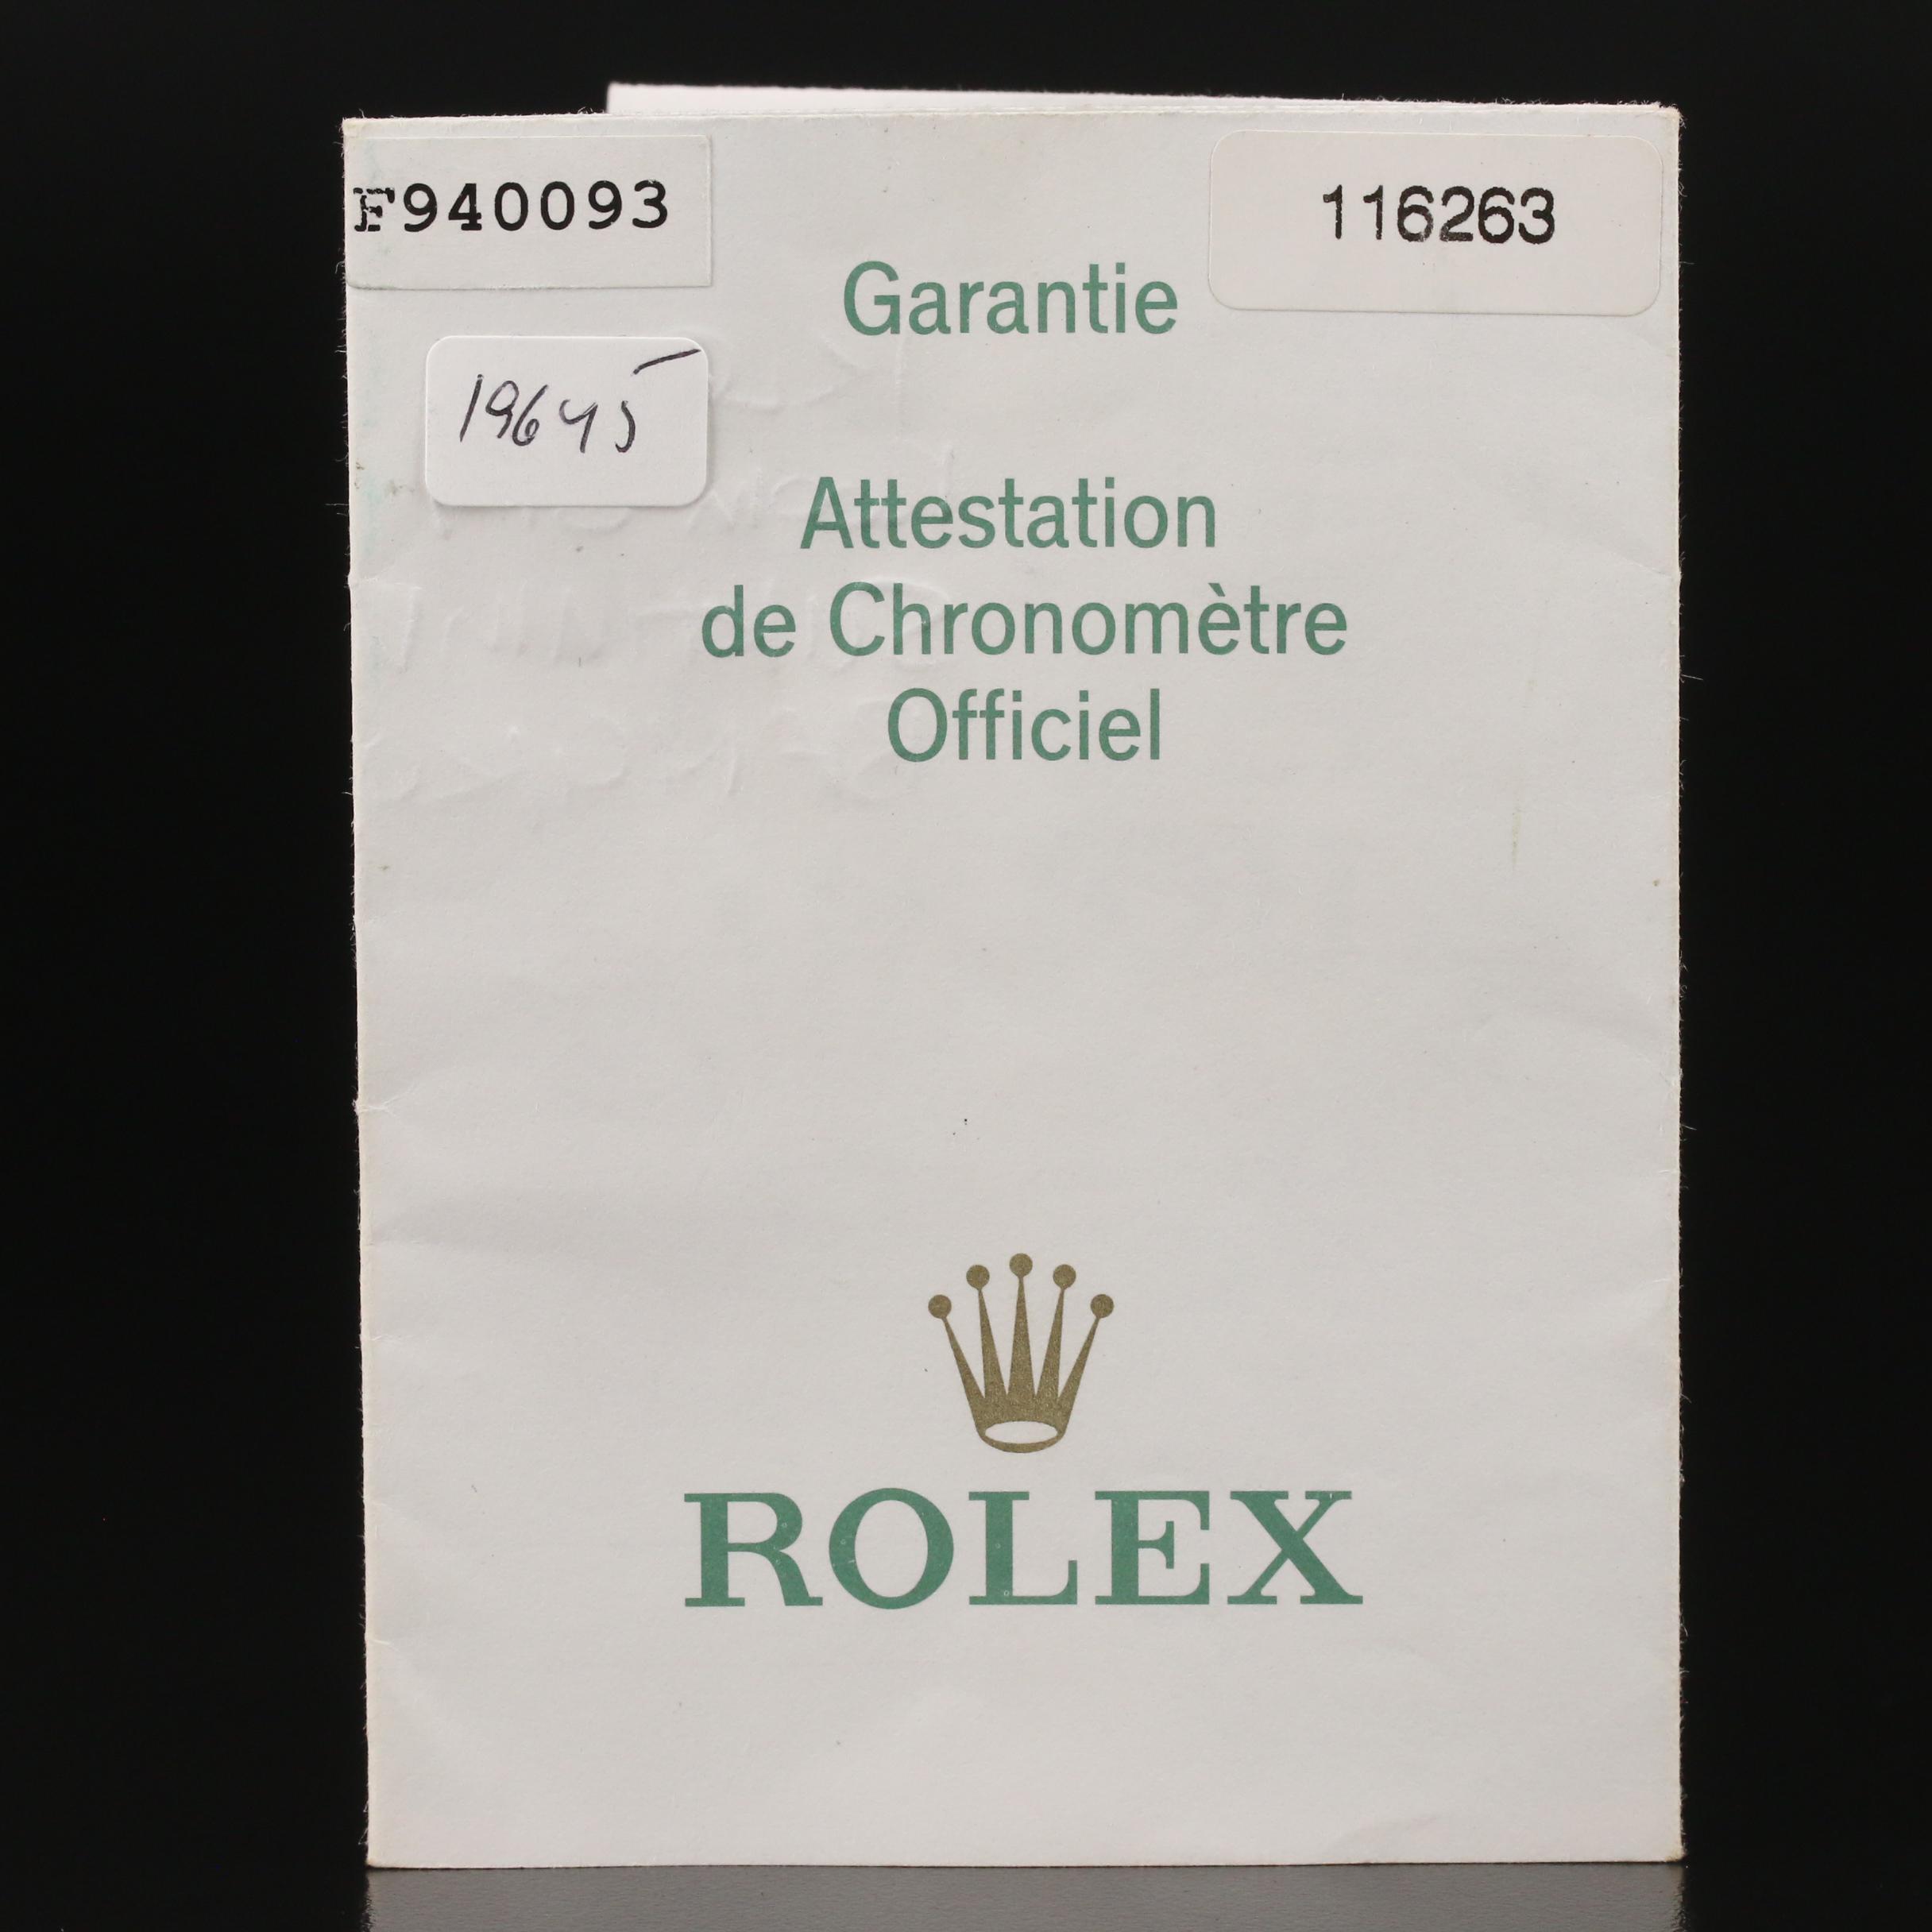 F940093
116263
Garantie
19645
Attestation
de Chronomètre
Officiel
ROLEX